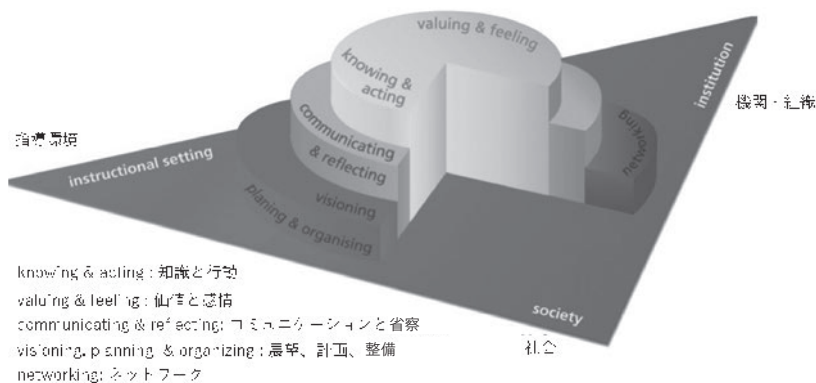 valuing & feeling
knowing &
acting
communicating
& reflecting
visioning
planing & organising
networking
institution
機関・組織
指導環境
instructional setting
society
社会
knowing & acting : 知識と行動
valuing & feeling : 価値と感情
communicating & reflecting: コミュニケーションと省察
visioning, planning & organizing : 展望、計画、整備
networking: ネットワーク